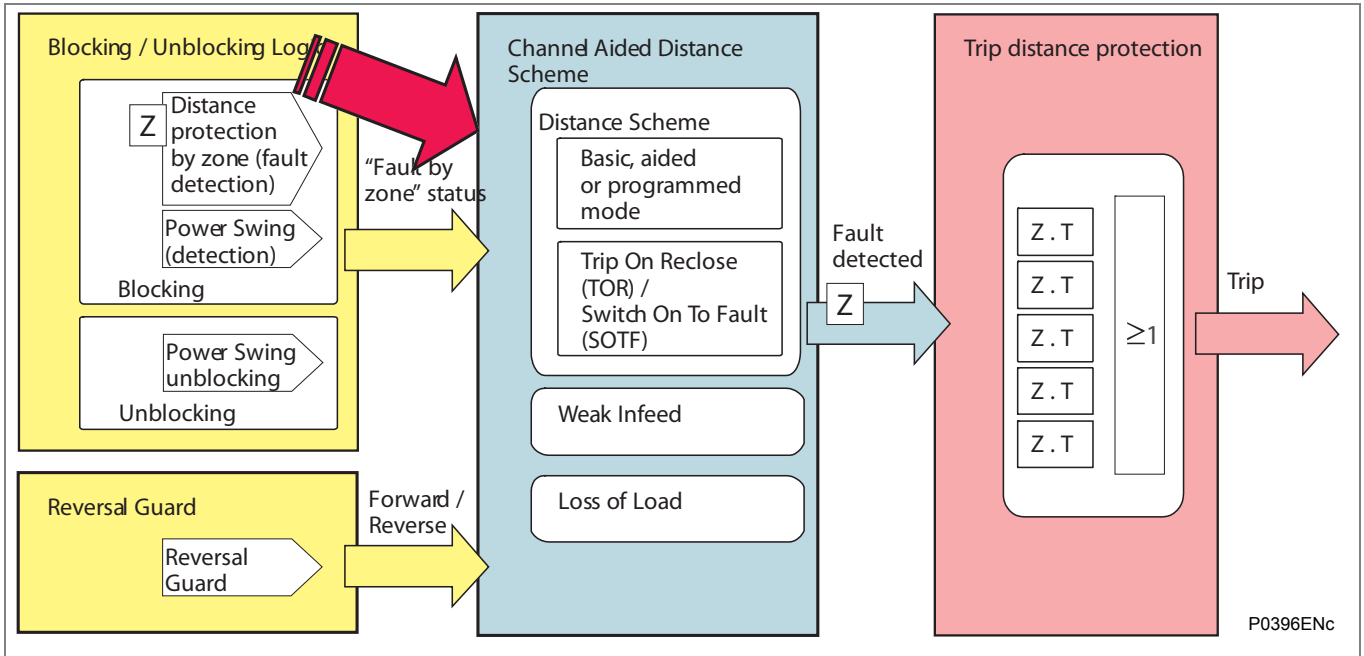 Blocking / Unblocking Logic
Z
Distance
protection
by zone (fault
detection)
Power Swing
(detection)
Blocking
Power Swing
unblocking
Unblocking
"Fault by
zone" status
Reversal Guard
Reversal
Guard
Forward /
Reverse
Channel Aided Distance
Scheme
Distance Scheme
Basic, aided
or programmed
mode
Trip On Reclose
(TOR) /
Switch On To Fault
(SOTF)
Weak Infeed
Loss of Load
Fault
detected
Z
Trip distance protection
Z . T
Z . T
Z . T
Z . T
Z . T
≥1
Trip
P0396ENc